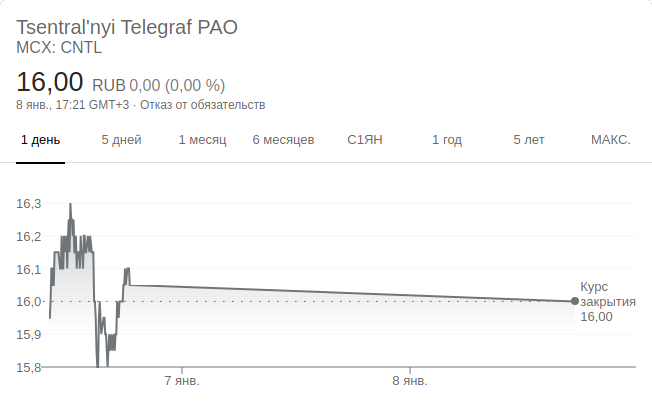 Tsentral'nyi Telegraf PAO
MCX: CNTL
16,00 RUB 0,00 (0,00 %)
8 янв., 17:21 GMT+3 · Отказ от обязательств
1 день 5 дней 1 месяц 6 месяцев С1ЯН 1 год 5 лет МАКС.
16,3
16,2
16,1
16,0
15,9
15,8
Курс
закрытия
16,00
7 янв. 8 янв.